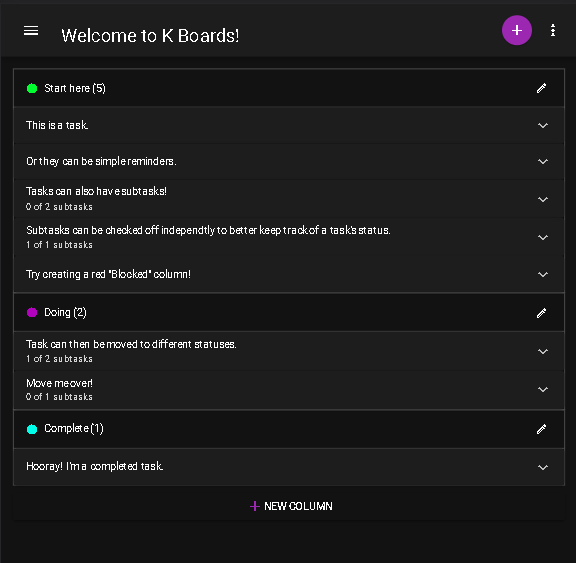 Welcome to K Boards!
Start here (5)
This is a task.
Or they can be simple reminders.
Tasks can also have subtasks!
0 of 2 subtasks
Subtasks can be checked off independtly to better keep track of a task's status.
1 of 1 subtasks
Try creating a red "Blocked" column!
Doing (2)
Task can then be moved to different statuses.
1 of 2 subtasks
Move me over!
0 of 1 subtasks
Complete (1)
Hooray! I'm a completed task.
NEW COLUMN